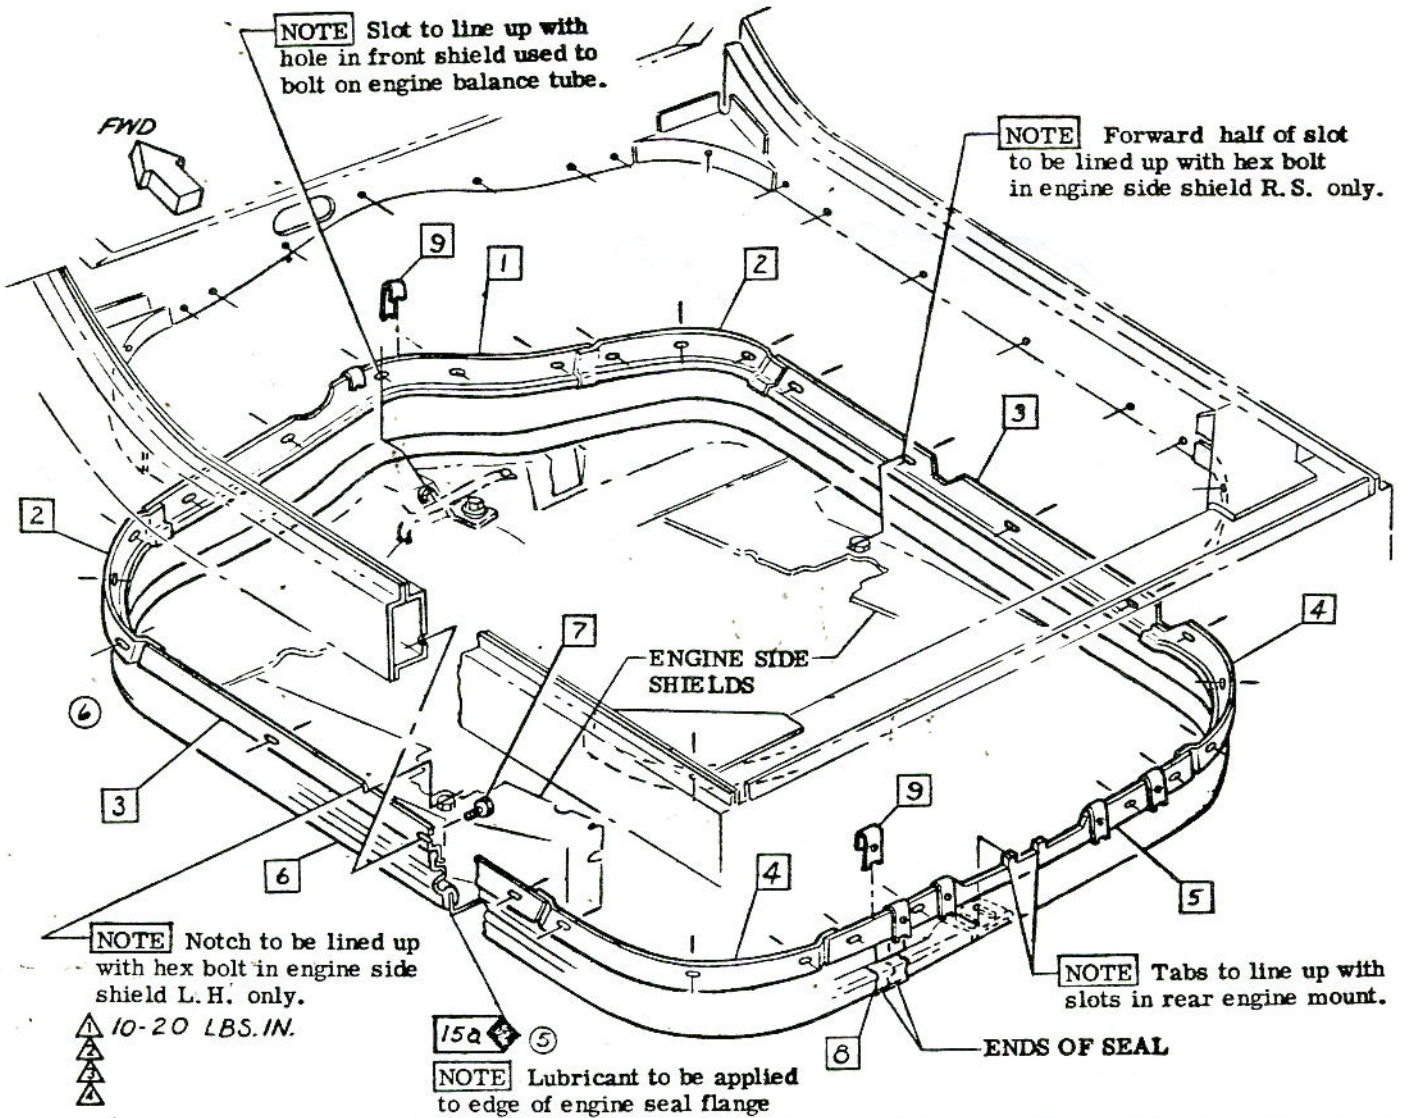 NOTE Slot to line up with
hole in front shield used to
bolt on engine balance tube.
FWD
NOTE Forward half of slot
to be lined up with hex bolt
in engine side shield R.S. only.
9
1
2
3
2
4
7
ENGINE SIDE
SHIELDS
6
3
9
6
4
5
NOTE Notch to be lined up
with hex bolt in engine side
shield L.H. only.
NOTE Tabs to line up with
slots in rear engine mount.
1 10-20 LBS.IN.
2
3
4
15a
5
8
ENDS OF SEAL
NOTE Lubricant to be applied
to edge of engine seal flange